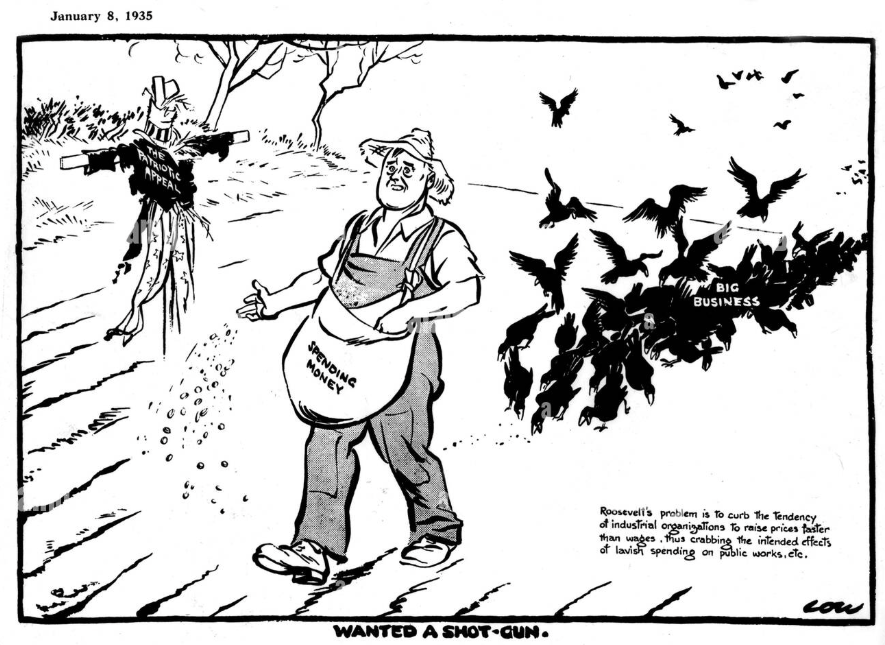 January 8, 1935
THE
PATRIOTIC
APPEAL
SPENDING
MONEY
BIG
BUSINESS
Roosevelt's problem is to curb the tendency
of industrial organizations to raise prices faster
than wages, thus crabbing the intended effects
of lavish spending on public works, etc.
LOW
WANTED A SHOT-GUN.